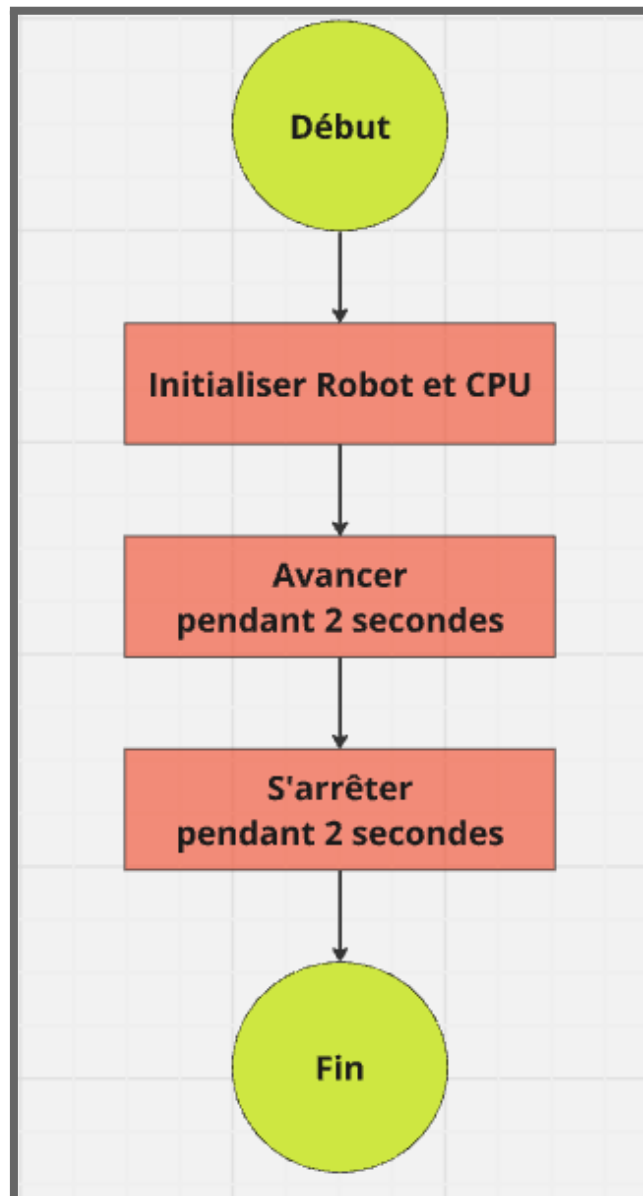 Début
Initialiser Robot et CPU
Avancer
pendant 2 secondes
S'arrêter
pendant 2 secondes
Fin